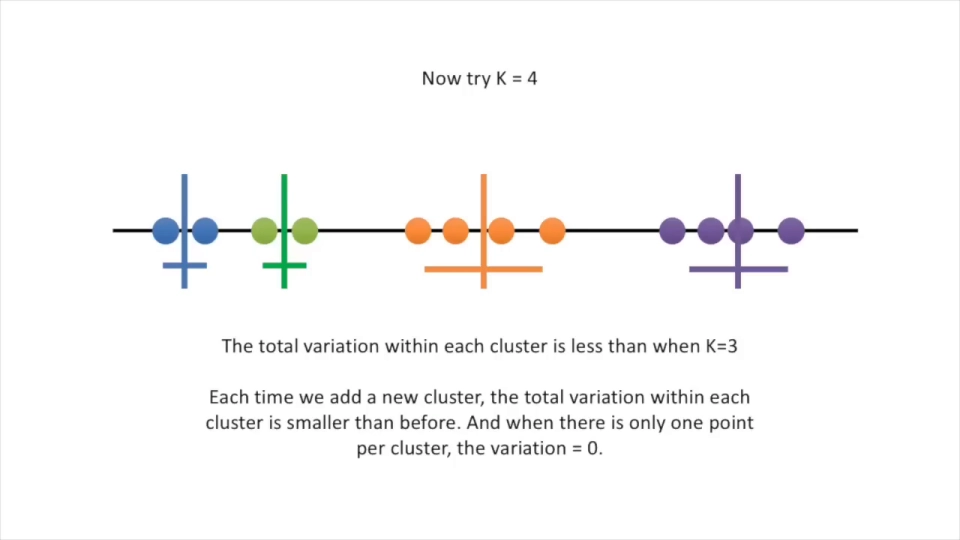 Now try K = 4
The total variation within each cluster is less than when K=3
Each time we add a new cluster, the total variation within each
cluster is smaller than before. And when there is only one point
per cluster, the variation = 0.